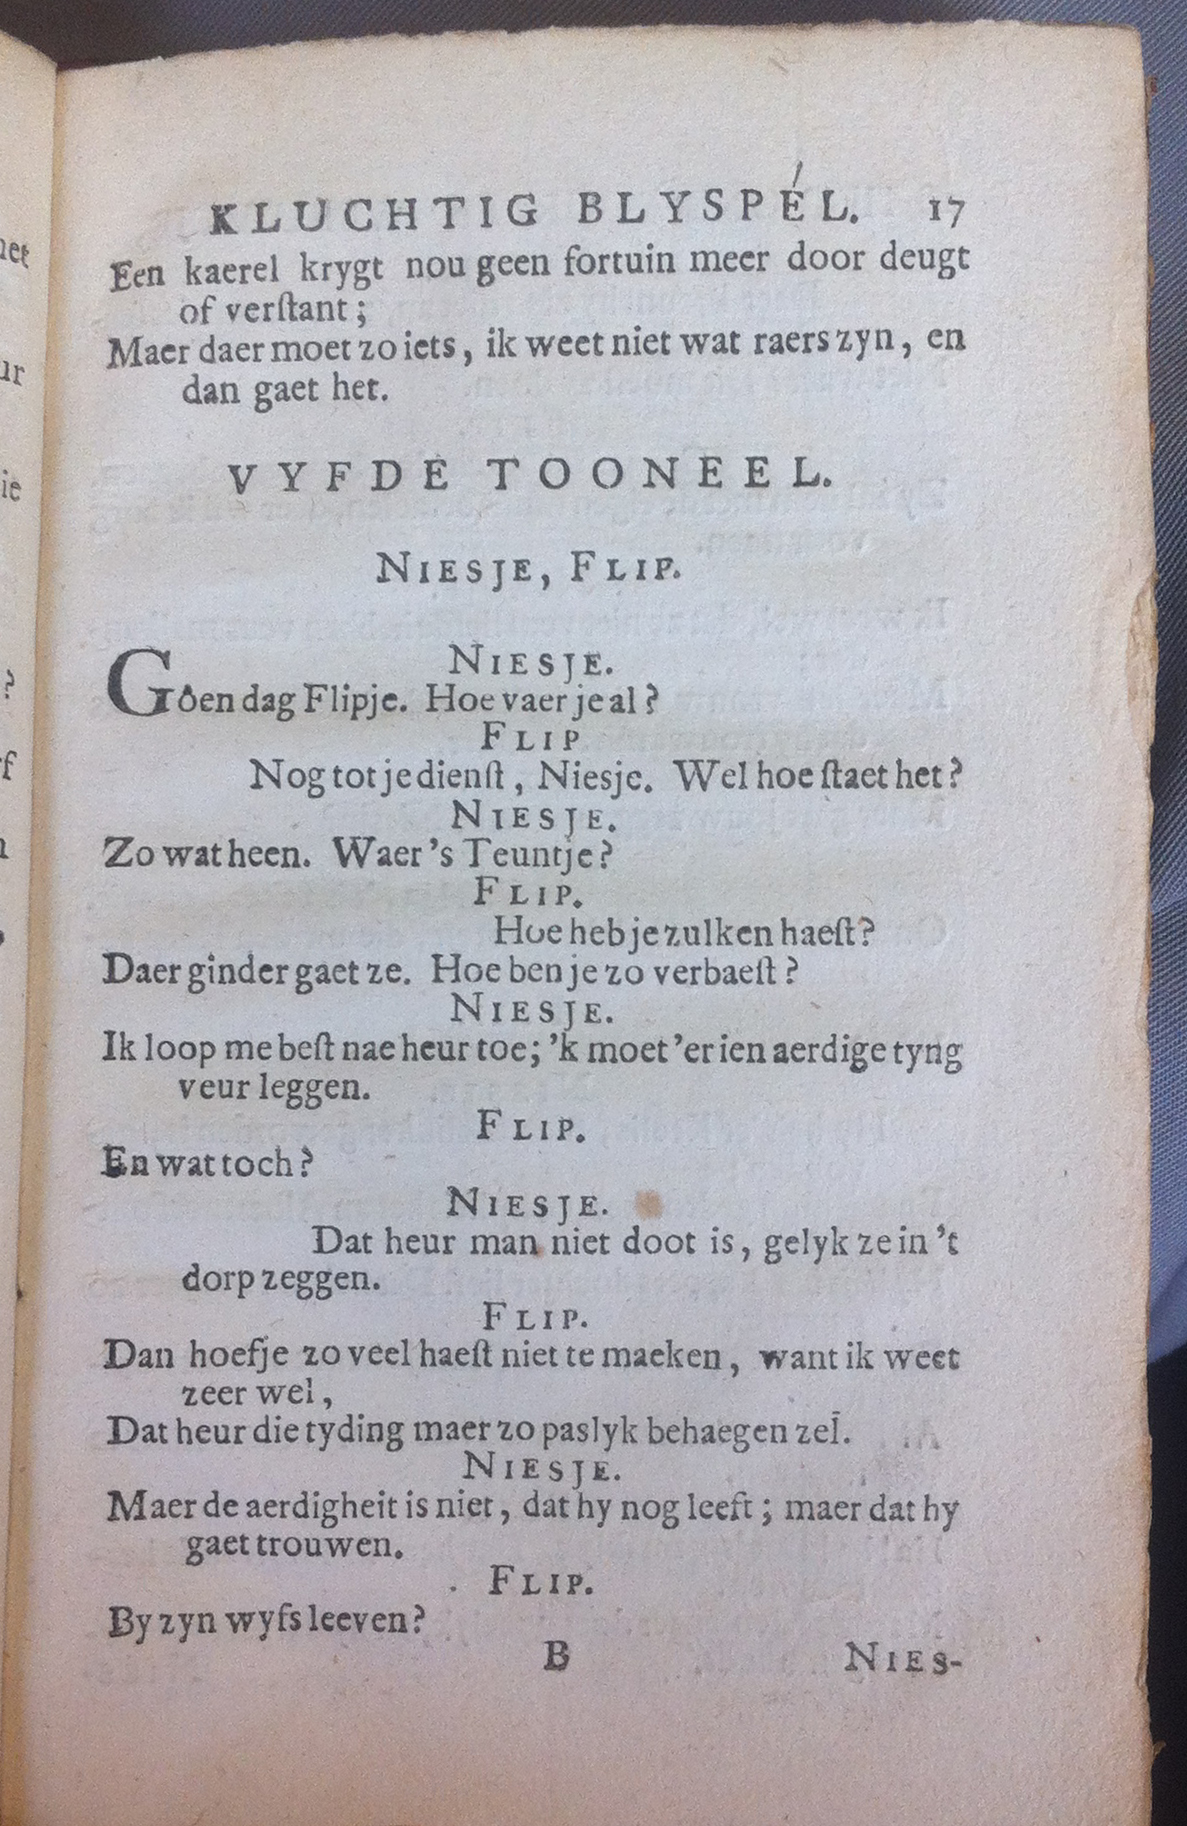 KLUCHTIG BLYSPÉL. 17
Een kaerel krygt nou geen fortuin meer door deugt
of verſtant;
Maer daer moet zo iets, ik weet niet wat raers zyn, en
dan gaet het.
VYFDE TOONEEL.
NIESJE, FLIP.
NIESJE.
Gôen dag Flipje. Hoe vaer je al?
FLIP
Nog tot je dienſt, Niesje. Wel hoe ſtaet het?
NIESJE.
Zo wat heen. Waer 's Teuntje?
FLIP.
Hoe heb je zulken haeſt?
Daer ginder gaet ze. Hoe ben je zo verbaeſt?
NIESJE.
Ik loop me beſt nae heur toe; 'k moet 'er ien aerdige tyng
veur leggen.
FLIP.
En wat toch?
NIESJE.
Dat heur man niet doot is, gelyk ze in 't
dorp zeggen.
FLIP.
Dan hoefje zo veel haeſt niet te maeken, want ik weet
zeer wel,
Dat heur die tyding maer zo paslyk behaegen zel.
NIESJE.
Maer de aerdigheit is niet, dat hy nog leeft; maer dat hy
gaet trouwen.
FLIP.
By zyn wyfs leeven?
B NIES-